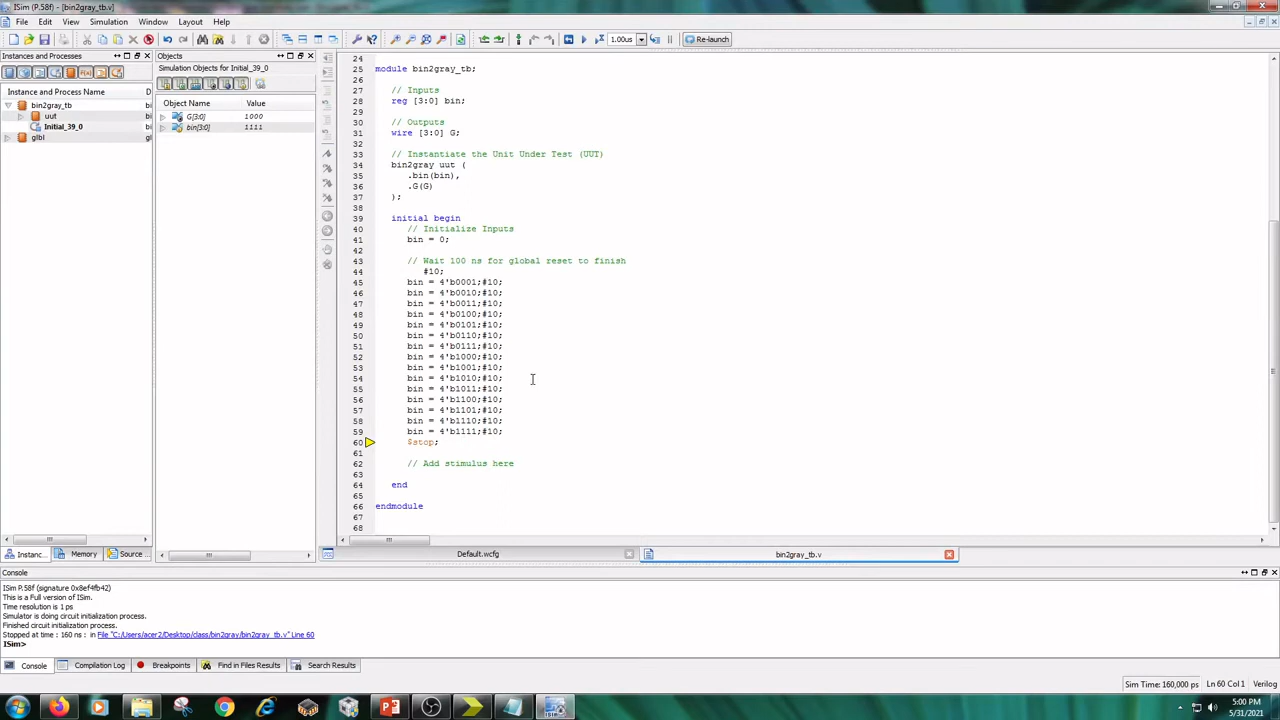 ISim (P.58f) - [bin2gray_tb.v]
File Edit View Simulation Window Layout Help
1.00us Re-launch
Instances and Processes
Instance and Process Name D
bin2gray_tb bi
uut bi
Initial_39_0 bi
glbl gl
Instanc... Memory Source...
Objects
Simulation Objects for Initial_39_0
Object Name Value
G[3:0] 1000
bin[3:0] 1111
24
25 module bin2gray_tb;
26
27 // Inputs
28 reg [3:0] bin;
29
30 // Outputs
31 wire [3:0] G;
32
33 // Instantiate the Unit Under Test (UUT)
34 bin2gray uut (
35 .bin(bin),
36 .G(G)
37 );
38
39 initial begin
40 // Initialize Inputs
41 bin = 0;
42
43 // Wait 100 ns for global reset to finish
44 #10;
45 bin = 4'b0001;#10;
46 bin = 4'b0010;#10;
47 bin = 4'b0011;#10;
48 bin = 4'b0100;#10;
49 bin = 4'b0101;#10;
50 bin = 4'b0110;#10;
51 bin = 4'b0111;#10;
52 bin = 4'b1000;#10;
53 bin = 4'b1001;#10;
54 bin = 4'b1010;#10;
55 bin = 4'b1011;#10;
56 bin = 4'b1100;#10;
57 bin = 4'b1101;#10;
58 bin = 4'b1110;#10;
59 bin = 4'b1111;#10;
60 $stop;
61
62 // Add stimulus here
63
64 end
65
66 endmodule
67
68
Default.wcfg bin2gray_tb.v
Console
ISim P.58f (signature 0x8ef4fb42)
This is a Full version of ISim.
Time resolution is 1 ps
Simulator is doing circuit initialization process.
Finished circuit initialization process.
Stopped at time : 160 ns : in File "C:/Users/acer2/Desktop/class/bin2gray/bin2gray_tb.v" Line 60
ISim>
Console Compilation Log Breakpoints Find in Files Results Search Results
Sim Time: 160,000 ps Ln 60 Col 1 Verilog
5:00 PM
5/31/2021